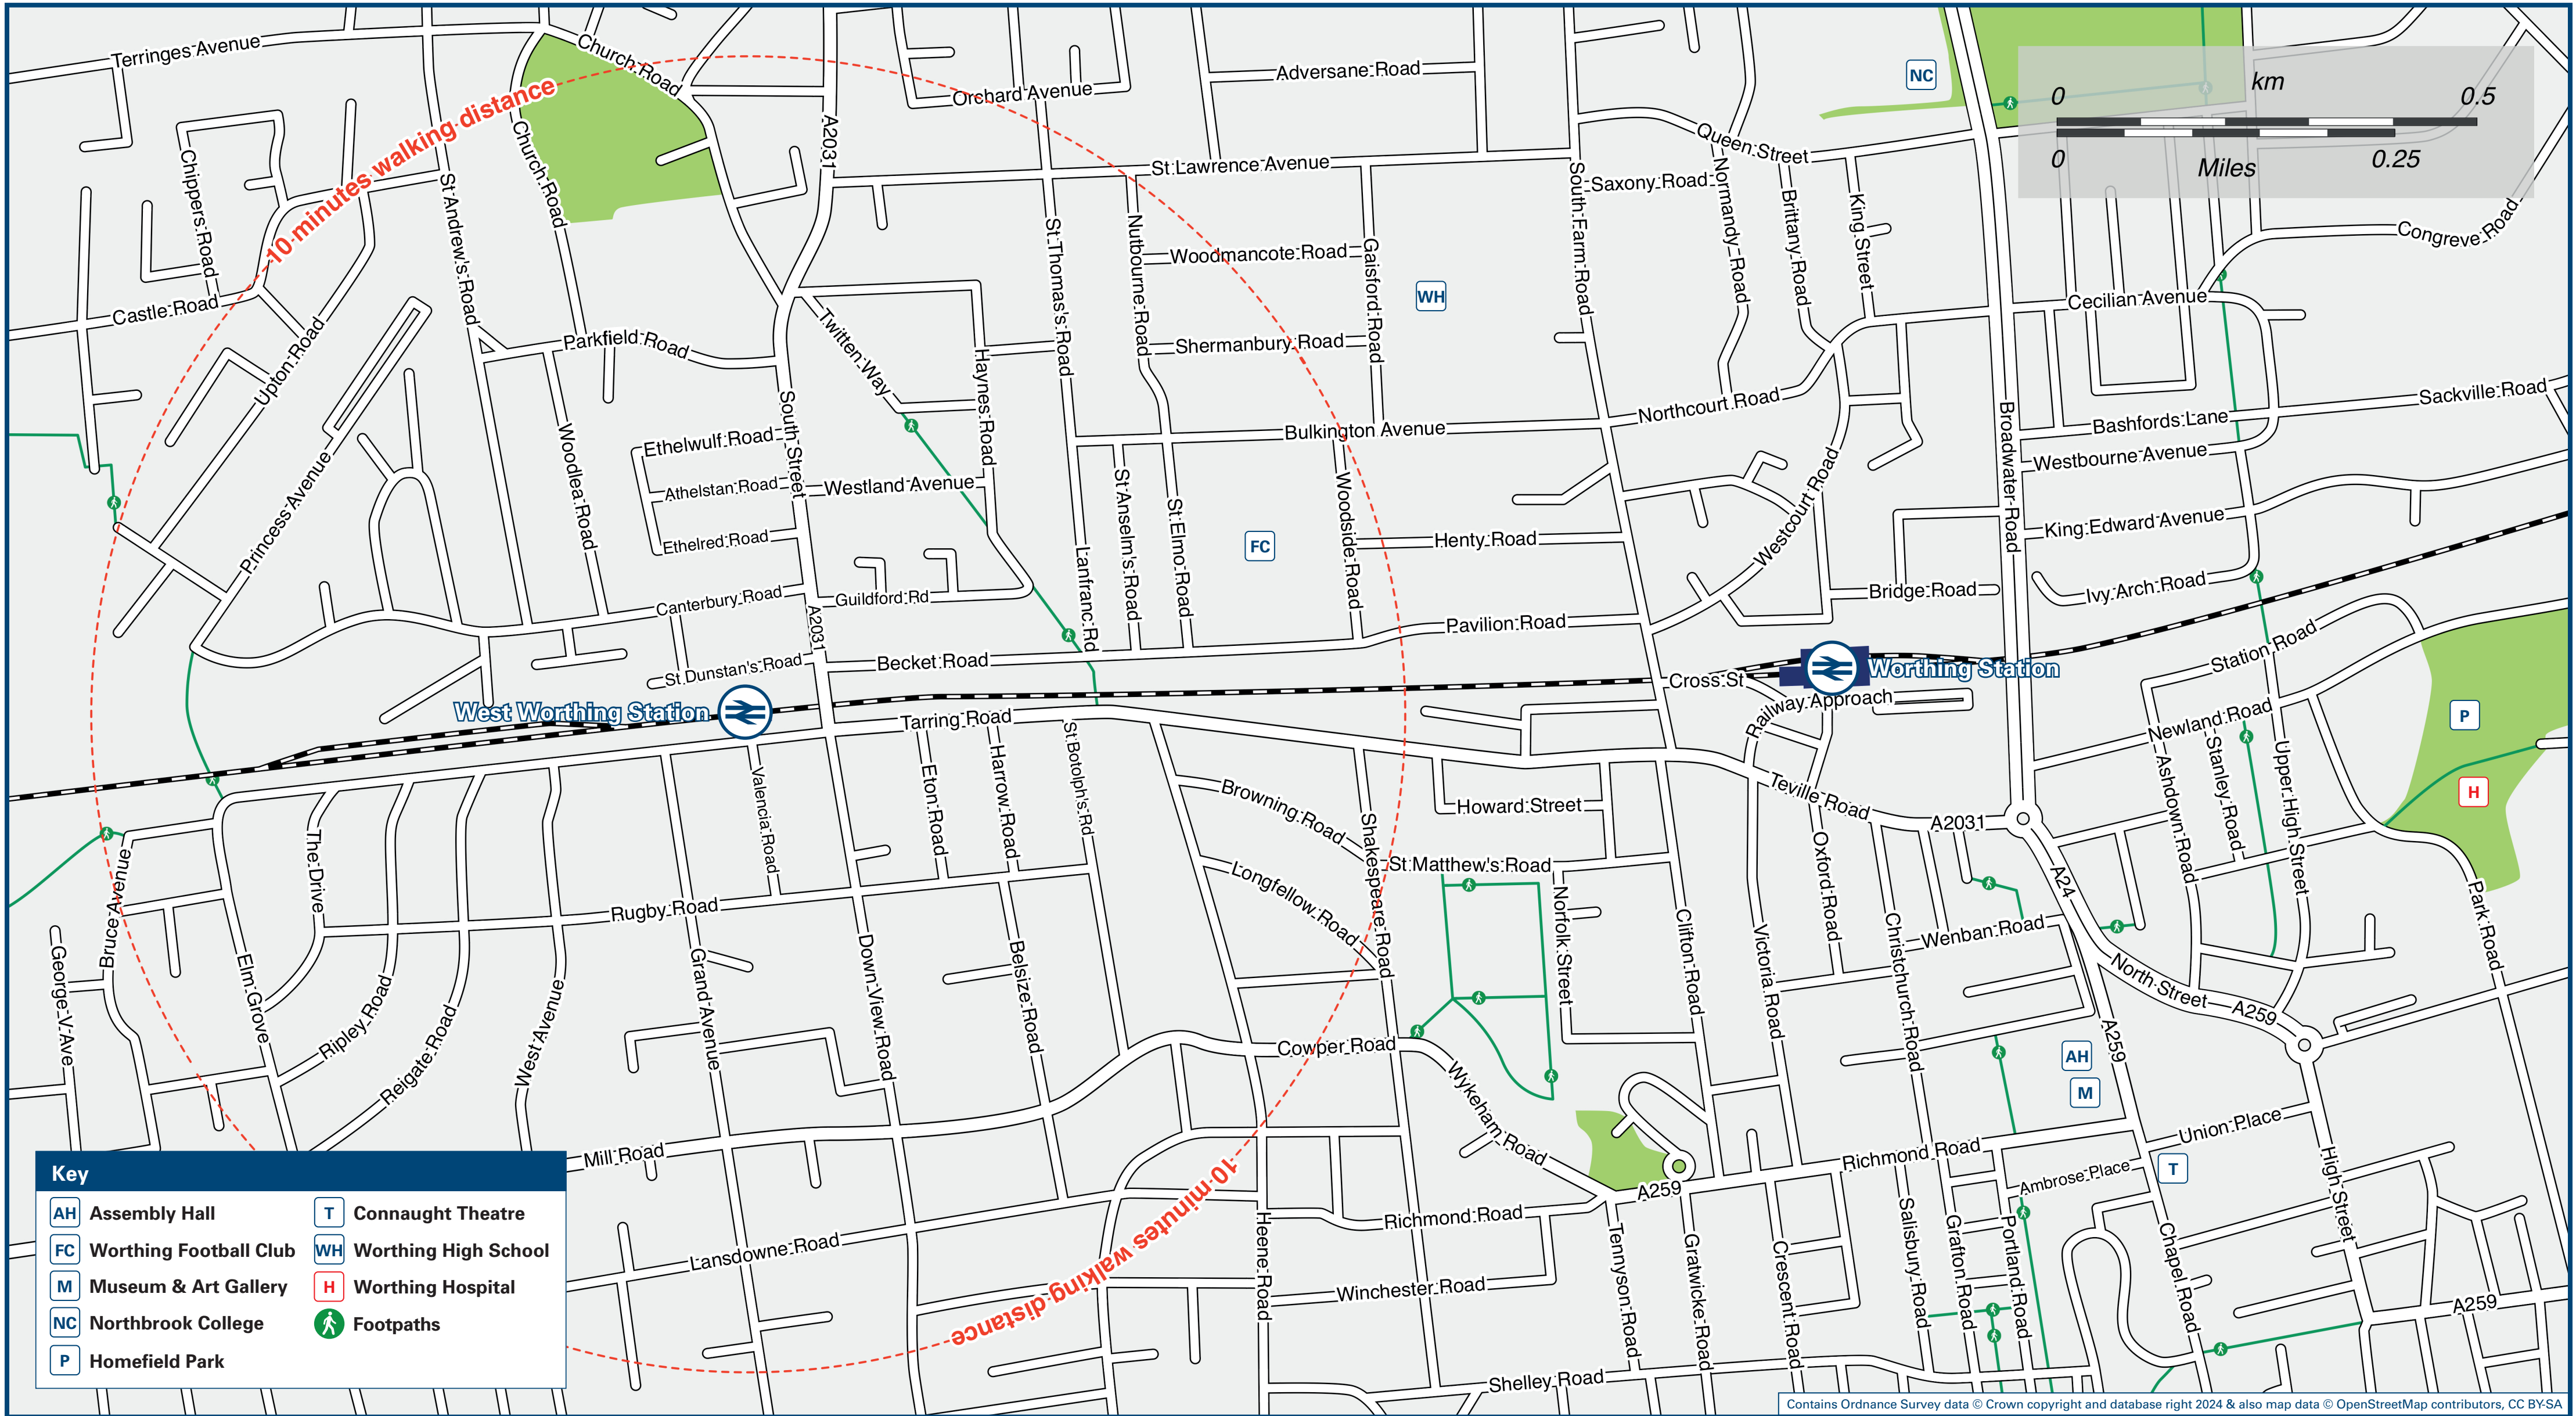 Terringes Avenue
Church Road
Adversane Road
Orchard Avenue
NC
km
0
0.5
0
0.25
Miles
10 minutes walking distance
Chippers Road
Church Road
A2031
St Lawrence Avenue
Queen Street
Saxony Road
Normandy Road
Brittany Road
King Street
South Farm Road
St Andrew's Road
St Thomas's Road
Nutbourne Road
Woodmancote Road
Gaisford Road
WH
Congreve Road
Castle Road
Upton Road
Parkfield Road
Twitten Way
Haynes Road
Shermanbury Road
Cecilian Avenue
Northcourt Road
Bulkington Avenue
Broadwater Road
Bashfords Lane
Sackville Road
Westbourne Avenue
South Street
Ethelwulf Road
Athelstan Road
Westland Avenue
Ethelred Road
Woodlea Road
Princess Avenue
St Anselm's Road
St Elmo Road
FC
Woodside Road
Henty Road
Westcourt Road
King Edward Avenue
Bridge Road
Ivy Arch Road
Canterbury Road
Guildford Rd
A2031
Lanfranc Rd
Pavilion Road
St Dunstan's Road
Becket Road
Cross St
Worthing Station
Station Road
West Worthing Station
Tarring Road
Railway Approach
Newland Road
P
H
Valencia Road
Eton Road
Harrow Road
St Botolph's Rd
Browning Road
Shakespeare Road
Howard Street
Teville Road
A2031
Ashdown Road
Stanley Road
Upper High Street
The Drive
Bruce Avenue
Rugby Road
Longfellow Road
St Matthew's Road
Norfolk Street
Clifton Road
Victoria Road
Oxford Road
Christchurch Road
Wenban Road
A24
Park Road
George V Ave
Elm Grove
Ripley Road
Reigate Road
West Avenue
Grand Avenue
Down View Road
Belsize Road
North Street
A259
A259
Cowper Road
Wykeham Road
AH
M
Mill Road
Richmond Road
Union Place
Ambrose Place
T
High Street
A259
Richmond Road
Lansdowne Road
Heene Road
Winchester Road
Tennyson Road
Gratwicke Road
Crescent Road
Salisbury Road
Grafton Road
Portland Road
Chapel Road
A259
Shelley Road
10 minutes walking distance
Key
AH Assembly Hall
FC Worthing Football Club
M Museum & Art Gallery
NC Northbrook College
P Homefield Park
T Connaught Theatre
WH Worthing High School
H Worthing Hospital
Footpaths
Contains Ordnance Survey data © Crown copyright and database right 2024 & also map data © OpenStreetMap contributors, CC BY-SA